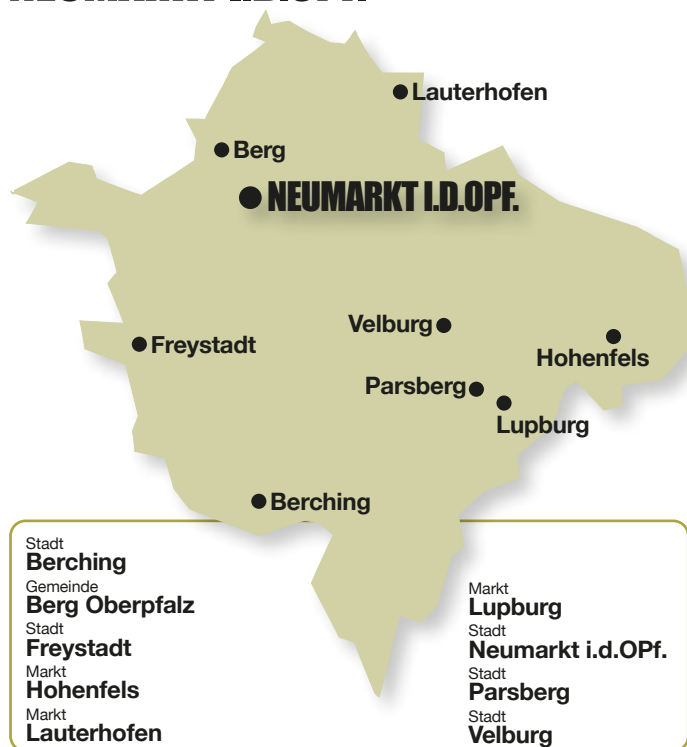 Lauterhofen
Berg
NEUMARKT I.D.OPF.
Velburg
Freystadt
Hohenfels
Parsberg
Lupburg
Berching
Stadt
Berching
Gemeinde
Berg Oberpfalz
Stadt
Freystadt
Markt
Hohenfels
Markt
Lauterhofen
Markt
Lupburg
Stadt
Neumarkt i.d.OPf.
Stadt
Parsberg
Stadt
Velburg